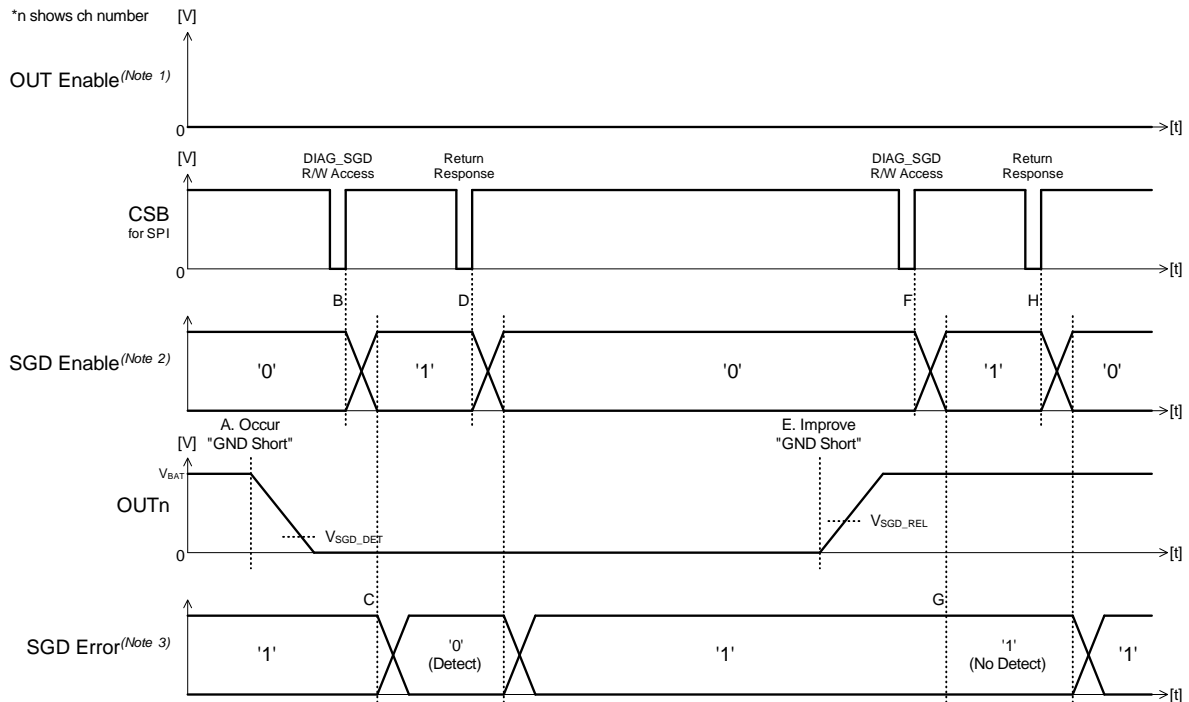 *n shows ch number
[V]
OUT Enable(Note 1)
0
[t]
[V]
DIAG_SGD
R/W Access
Return
Response
DIAG_SGD
R/W Access
Return
Response
CSB
for SPI
0
[t]
B
D
F
H
SGD Enable(Note 2)
'0'
'1'
'0'
'1'
'0'
[t]
A. Occur
"GND Short"
E. Improve
"GND Short"
[V]
VBAT
OUTn
VSGD_DET
VSGD_REL
0
[t]
C
G
SGD Error(Note 3)
'1'
'0'
(Detect)
'1'
'1'
(No Detect)
'1'
[t]